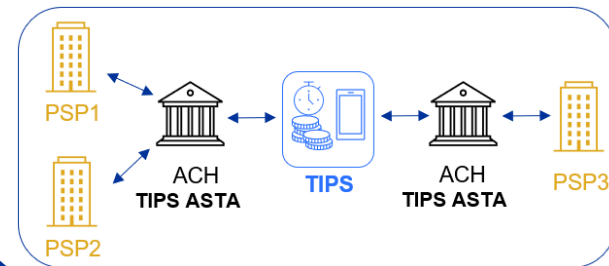 PSP1
PSP2
ACH
TIPS ASTA
TIPS
ACH
TIPS ASTA
PSP3